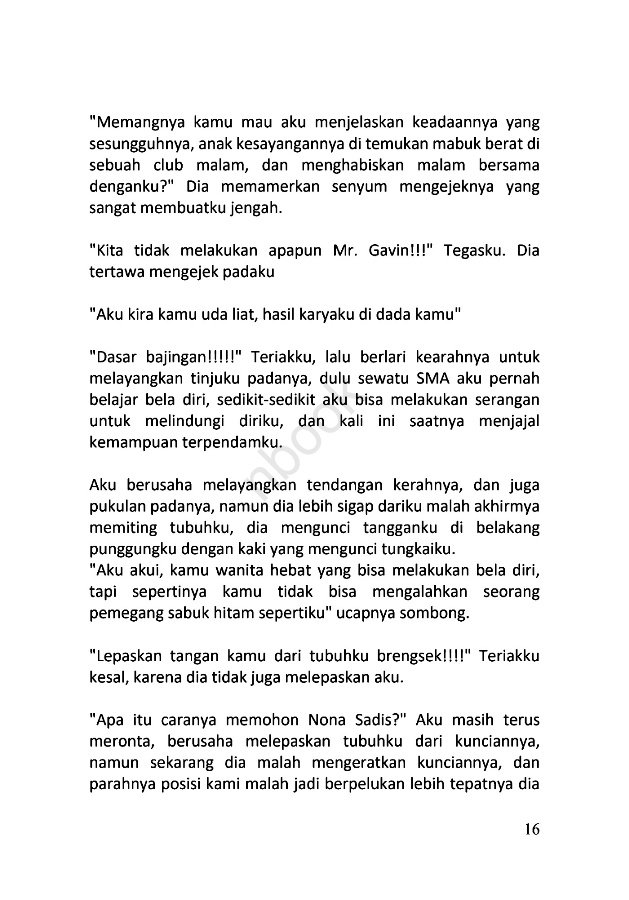 "Memangnya kamu mau aku menjelaskan keadaannya yang
sesungguhnya, anak kesayangannya di temukan mabuk berat di
sebuah club malam, dan menghabiskan malam bersama
denganku?" Dia memamerkan senyum mengejeknya yang
sangat membuatku jengah.
"Kita tidak melakukan apapun Mr. Gavin!!!" Tegasku. Dia
tertawa mengejek padaku
"Aku kira kamu uda liat, hasil karyaku di dada kamu"
"Dasar bajingan!!!!!" Teriakku, lalu berlari kearahnya untuk
melayangkan tinjuku padanya, dulu sewatu SMA aku pernah
belajar bela diri, sedikit-sedikit aku bisa melakukan serangan
untuk melindungi diriku, dan kali ini saatnya menjajal
kemampuan terpendamku.
Aku berusaha melayangkan tendangan kerahnya, dan juga
pukulan padanya, namun dia lebih sigap dariku malah akhirmya
memiting tubuhku, dia mengunci tangganku di belakang
punggungku dengan kaki yang mengunci tungkaiku.
"Aku akui, kamu wanita hebat yang bisa melakukan bela diri,
tapi sepertinya kamu tidak bisa mengalahkan seorang
pemegang sabuk hitam sepertiku" ucapnya sombong.
"Lepaskan tangan kamu dari tubuhku brengsek!!!!" Teriakku
kesal, karena dia tidak juga melepaskan aku.
"Apa itu caranya memohon Nona Sadis?" Aku masih terus
meronta, berusaha melepaskan tubuhku dari kunciannya,
namun sekarang dia malah mengeratkan kunciannya, dan
parahnya posisi kami malah jadi berpelukan lebih tepatnya dia
16
nbook